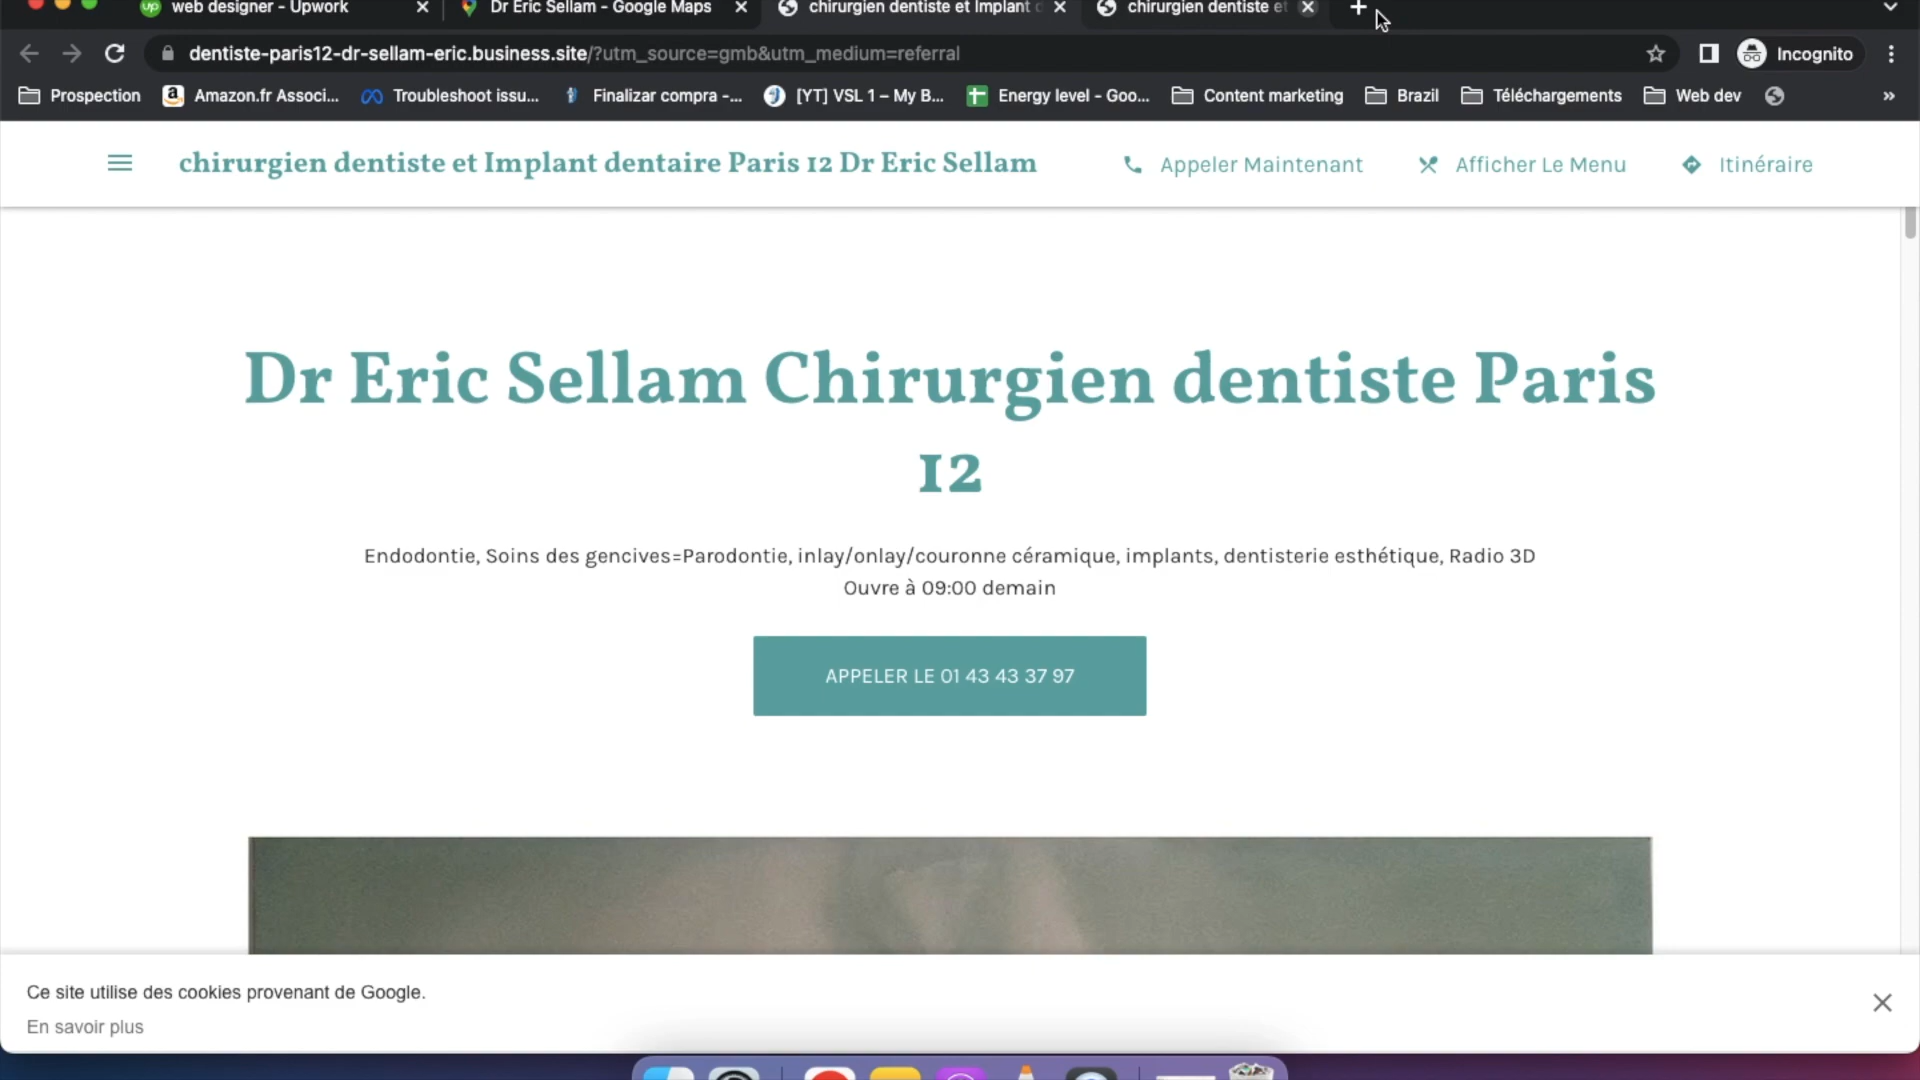 web designer - Upwork
Dr Eric Sellam - Google Maps
chirurgien dentiste et Implant d
chirurgien dentiste et
dentiste-paris12-dr-sellam-eric.business.site/?utm_source=gmb&utm_medium=referral
Incognito
Prospection
Amazon.fr Associ...
Troubleshoot issu...
Finalizar compra -...
[YT] VSL 1 – My B...
Energy level - Goo...
Content marketing
Brazil
Téléchargements
Web dev
»
chirurgien dentiste et Implant dentaire Paris 12 Dr Eric Sellam
Appeler Maintenant
Afficher Le Menu
Itinéraire
Dr Eric Sellam Chirurgien dentiste Paris
12
Endodontie, Soins des gencives=Parodontie, inlay/onlay/couronne céramique, implants, dentisterie esthétique, Radio 3D
Ouvre à 09:00 demain
APPELER LE 01 43 43 37 97
Ce site utilise des cookies provenant de Google.
En savoir plus